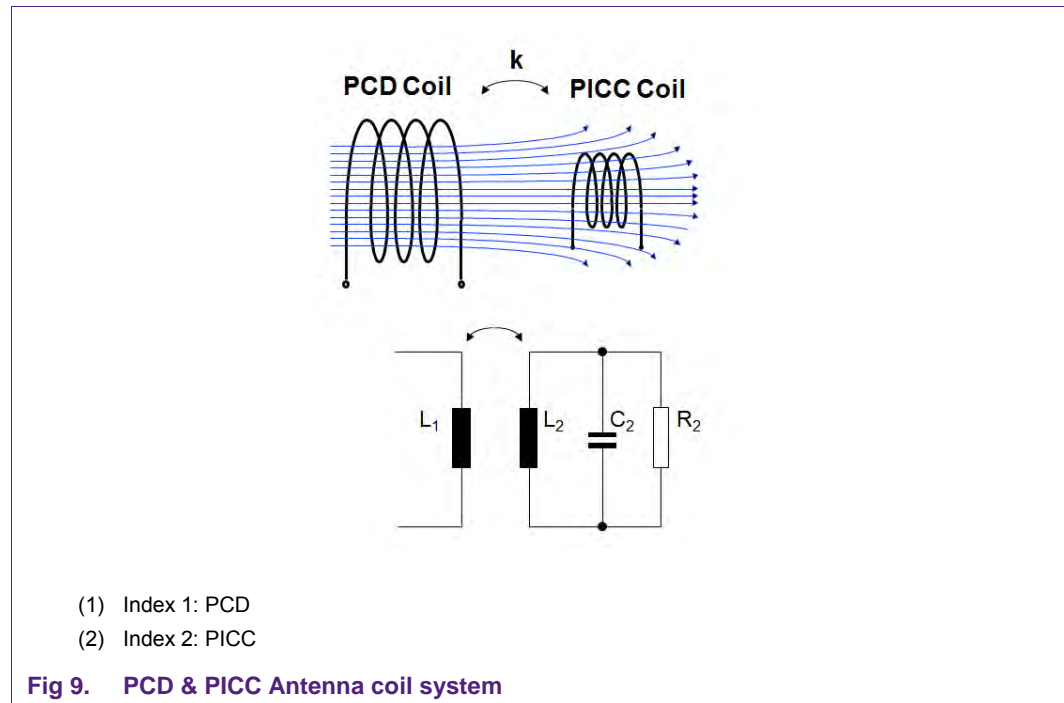 k
PCD Coil PICC Coil
L1 L2 C2 R2
(1) Index 1: PCD
(2) Index 2: PICC
Fig 9. PCD & PICC Antenna coil system